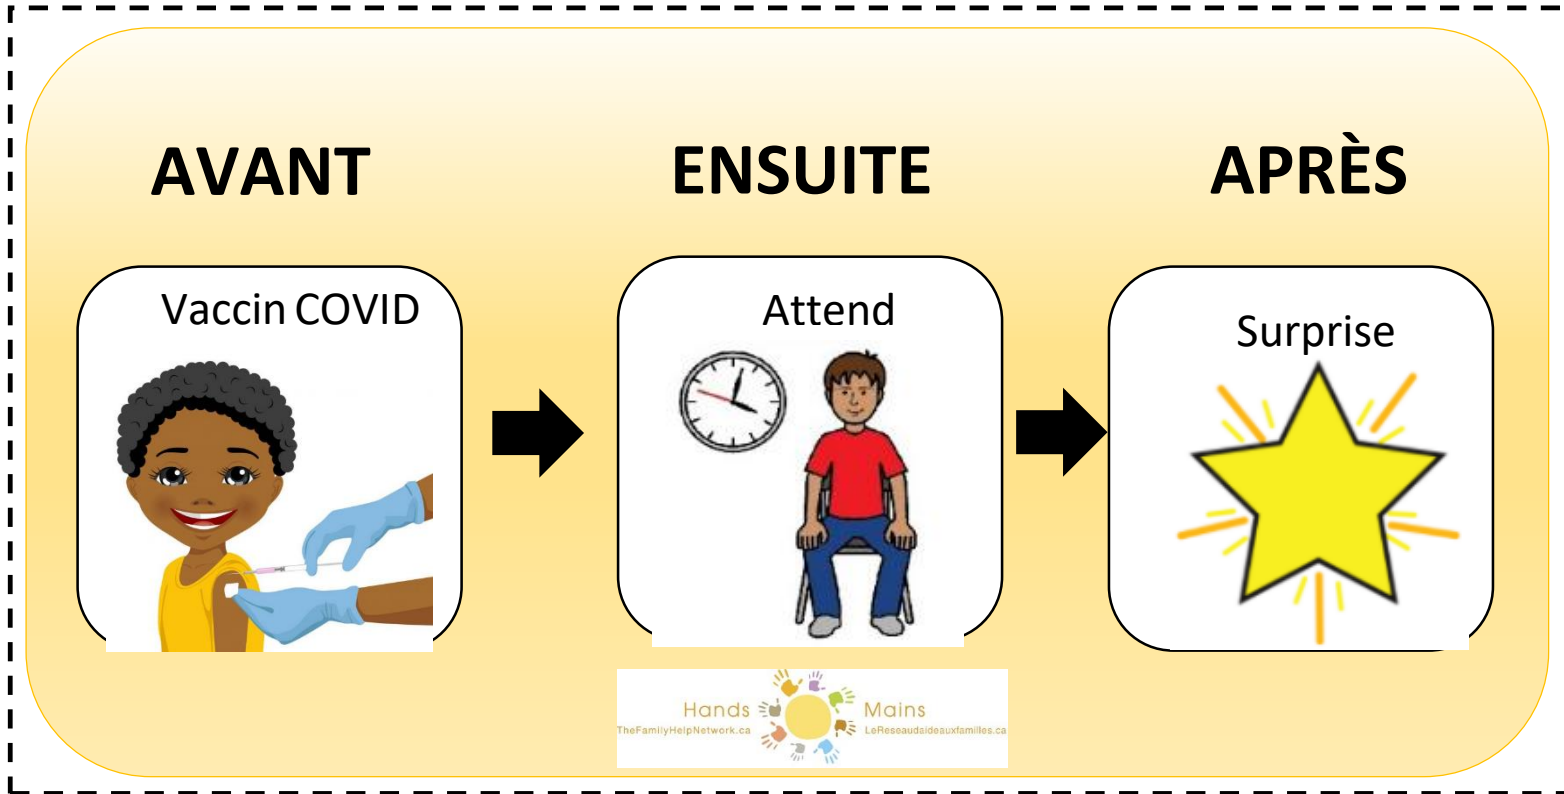 AVANT
ENSUITE
APRÈS
Vaccin COVID
Attend
Surprise
Hands
Mains
TheFamilyHelpNetwork.ca
LeReseaudaideauxfamilles.ca